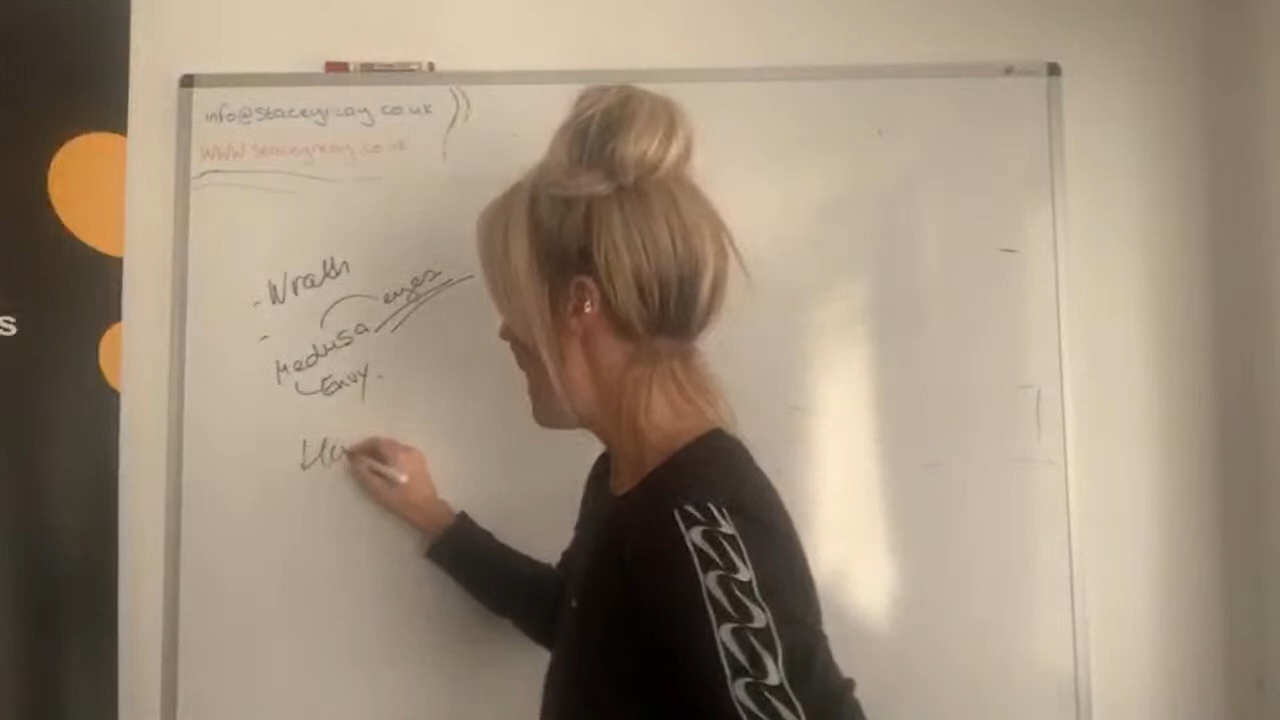 info@staceygray.co.uk
www.staceygray.co.uk
- Wrath
eyes
- Medusa
Envy.
s